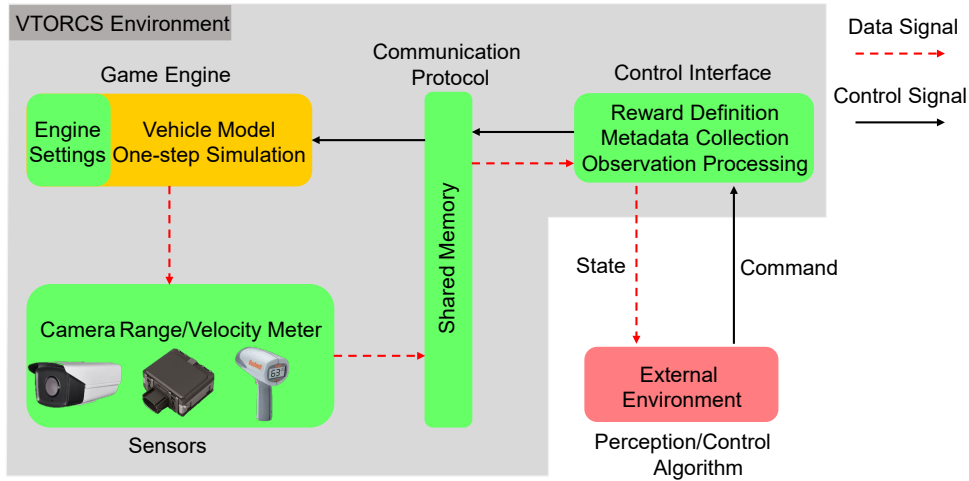 VTORCS Environment
Game Engine
Engine
Settings
Vehicle Model
One-step Simulation
Communication
Protocol
Shared Memory
Control Interface
Reward Definition
Metadata Collection
Observation Processing
Data Signal
Control Signal
Camera Range/Velocity Meter
Sensors
State
Command
External
Environment
Perception/Control
Algorithm